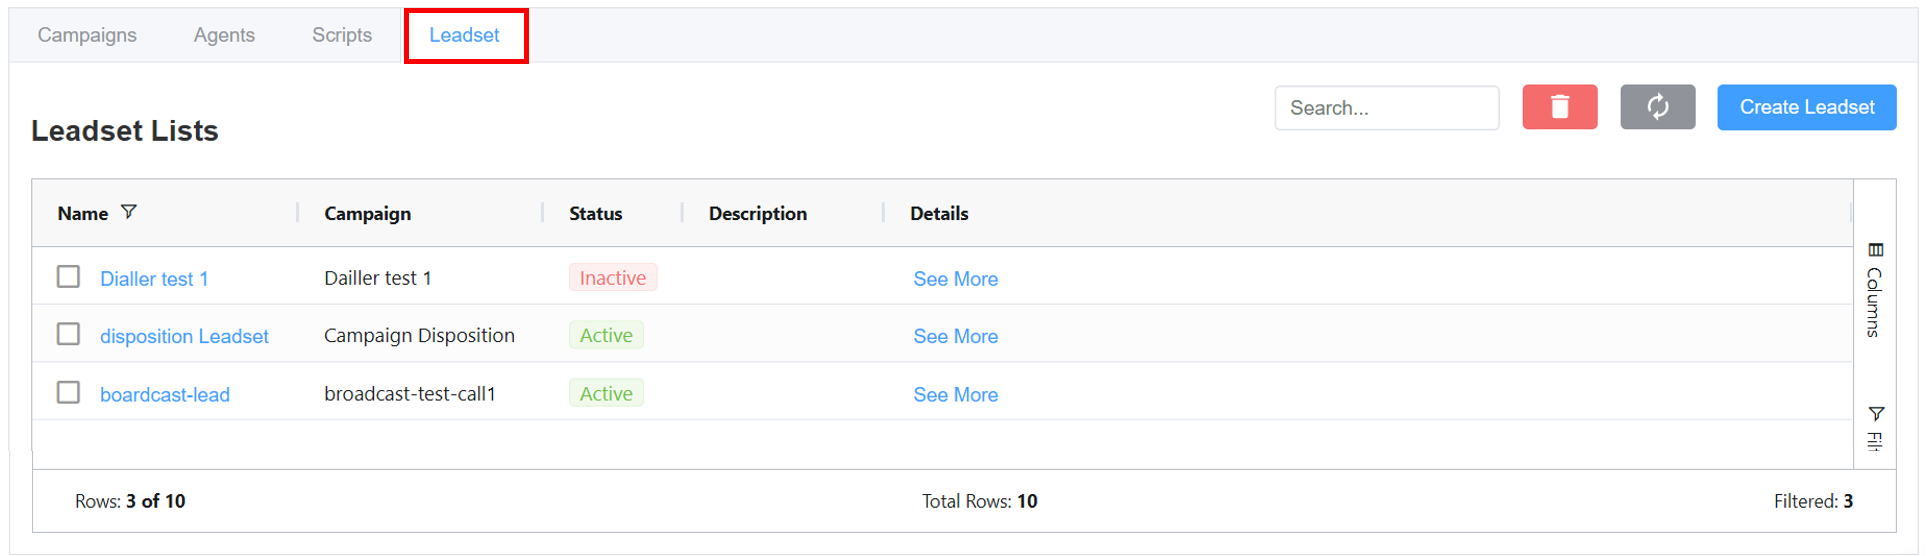 Campaigns Agents Scripts Leadset
Search... Create Leadset
Leadset Lists
Name Campaign Status Description Details
Dialler test 1 Dailler test 1 Inactive See More
disposition Leadset Campaign Disposition Active See More
boardcast-lead broadcast-test-call1 Active See More
Columns
Filt
Rows: 3 of 10 Total Rows: 10 Filtered: 3